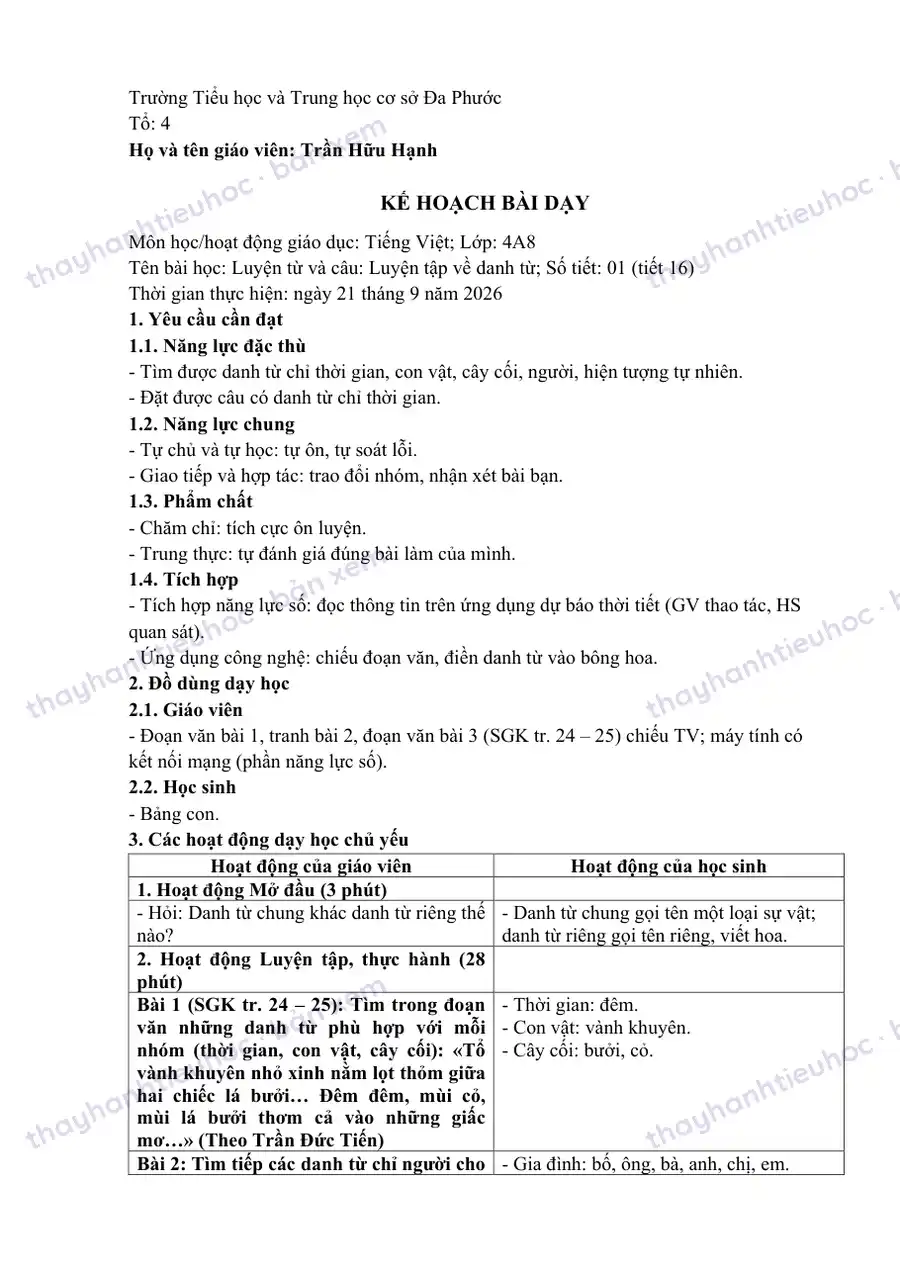 Trường Tiểu học và Trung học cơ sở Đa Phước
Tổ: 4
Họ và tên giáo viên: Trần Hữu Hạnh
KẾ HOẠCH BÀI DẠY
Môn học/hoạt động giáo dục: Tiếng Việt; Lớp: 4A8
Tên bài học: Luyện từ và câu: Luyện tập về danh từ; Số tiết: 01 (tiết 16)
Thời gian thực hiện: ngày 21 tháng 9 năm 2026
1. Yêu cầu cần đạt
1.1. Năng lực đặc thù
- Tìm được danh từ chỉ thời gian, con vật, cây cối, người, hiện tượng tự nhiên.
- Đặt được câu có danh từ chỉ thời gian.
1.2. Năng lực chung
- Tự chủ và tự học: tự ôn, tự soát lỗi.
- Giao tiếp và hợp tác: trao đổi nhóm, nhận xét bài bạn.
1.3. Phẩm chất
- Chăm chỉ: tích cực ôn luyện.
- Trung thực: tự đánh giá đúng bài làm của mình.
1.4. Tích hợp
- Tích hợp năng lực số: đọc thông tin trên ứng dụng dự báo thời tiết (GV thao tác, HS
quan sát).
- Ứng dụng công nghệ: chiếu đoạn văn, điền danh từ vào bông hoa.
2. Đồ dùng dạy học
2.1. Giáo viên
- Đoạn văn bài 1, tranh bài 2, đoạn văn bài 3 (SGK tr. 24 – 25) chiếu TV; máy tính có
kết nối mạng (phần năng lực số).
2.2. Học sinh
- Bảng con.
3. Các hoạt động dạy học chủ yếu
Hoạt động của giáo viên
Hoạt động của học sinh
1. Hoạt động Mở đầu (3 phút)
- Hỏi: Danh từ chung khác danh từ riêng thế
nào?
- Danh từ chung gọi tên một loại sự vật;
danh từ riêng gọi tên riêng, viết hoa.
2. Hoạt động Luyện tập, thực hành (28
phút)
Bài 1 (SGK tr. 24 – 25): Tìm trong đoạn
văn những danh từ phù hợp với mỗi
nhóm (thời gian, con vật, cây cối): «Tổ
vành khuyên nhỏ xinh nằm lọt thỏm giữa
hai chiếc lá bưởi… Đêm đêm, mùi cỏ,
mùi lá bưởi thơm cả vào những giấc
mơ…» (Theo Trần Đức Tiến)
- Thời gian: đêm.
- Con vật: vành khuyên.
- Cây cối: bưởi, cỏ.
Bài 2: Tìm tiếp các danh từ chỉ người cho
- Gia đình: bố, ông, bà, anh, chị, em.
thayhanhtieuhoc · bản xem
thayhanhtieuhoc · b
thayhanhtieuhoc · bản xem
thayhanhtieuhoc · b
thayhanhtieuhoc · bản xem
thayhanhtieuhoc · b